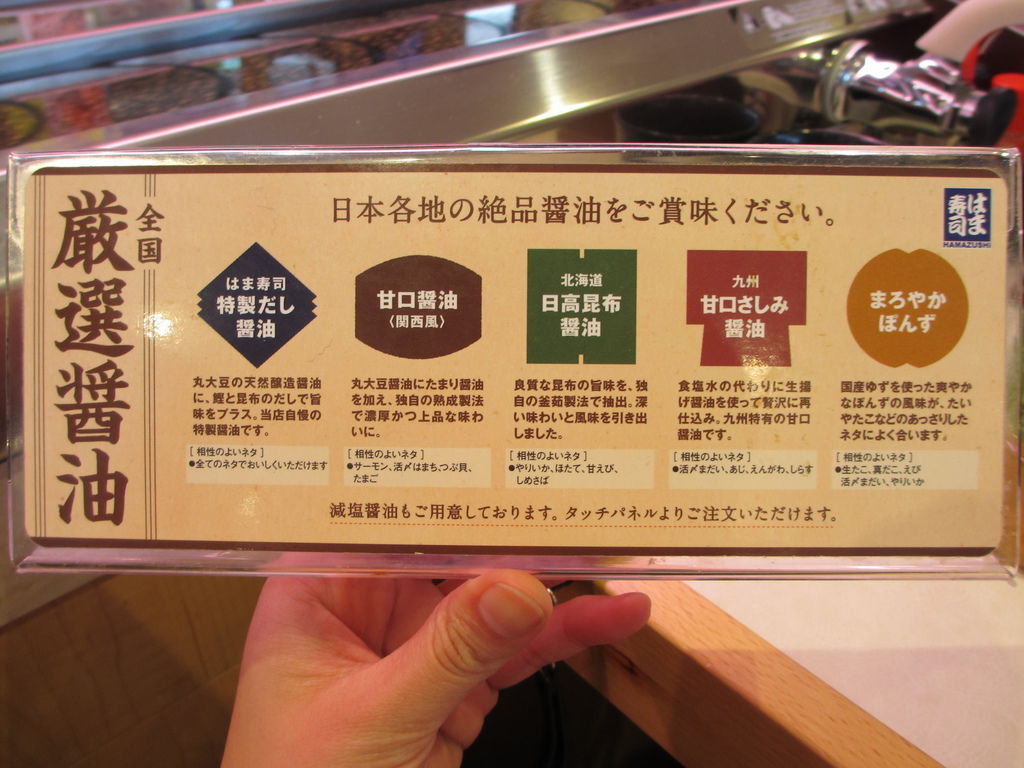 全国
厳選醤油
日本各地の絶品醤油をご賞味ください。
はま
寿司
HAMAZUSHI
はま寿司
特製だし
醤油
丸大豆の天然醸造醤油
に、鰹と昆布のだしで旨
味をプラス。当店自慢の
特製醤油です。
[ 相性のよいネタ ]
●全てのネタでおいしくいただけます
甘口醤油
〈関西風〉
丸大豆醤油にたまり醤油
を加え、独自の熟成製法
で濃厚かつ上品な味わ
いに。
[ 相性のよいネタ ]
●サーモン、活〆はまち、つぶ貝、
たまご
北海道
日高昆布
醤油
良質な昆布の旨味を、独
自の釜茹製法で抽出。深
い味わいと風味を引き出
しました。
[ 相性のよいネタ ]
●やりいか、ほたて、甘えび、
しめさば
九州
甘口さしみ
醤油
食塩水の代わりに生揚
げ醤油を使って贅沢に再
仕込み。九州特有の甘口
醤油です。
[ 相性のよいネタ ]
●活〆まだい、あじ、えんがわ、しらす
まろやか
ぽんず
国産ゆずを使った爽やか
なぽんずの風味が、たい
やたこなどのあっさりした
ネタによく合います。
[ 相性のよいネタ ]
●生たこ、真だこ、えび
活〆まだい、やりいか
減塩醤油もご用意しております。タッチパネルよりご注文いただけます。